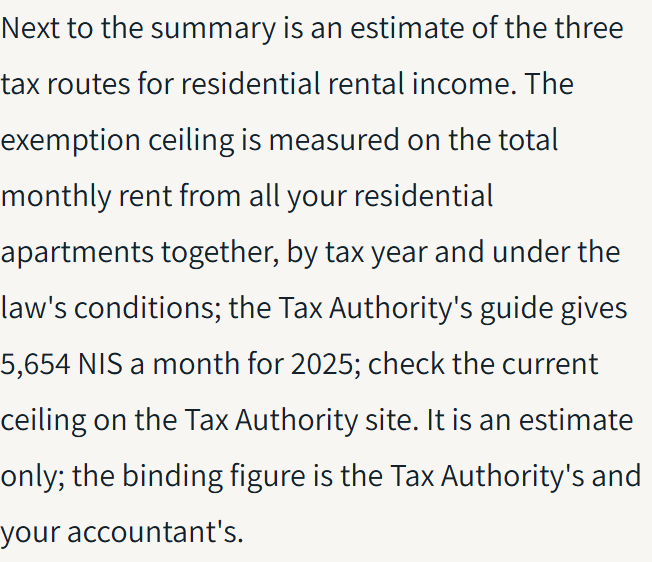 Next to the summary is an estimate of the three
tax routes for residential rental income. The
exemption ceiling is measured on the total
monthly rent from all your residential
apartments together, by tax year and under the
law's conditions; the Tax Authority's guide gives
5,654 NIS a month for 2025; check the current
ceiling on the Tax Authority site. It is an estimate
only; the binding figure is the Tax Authority's and
your accountant's.